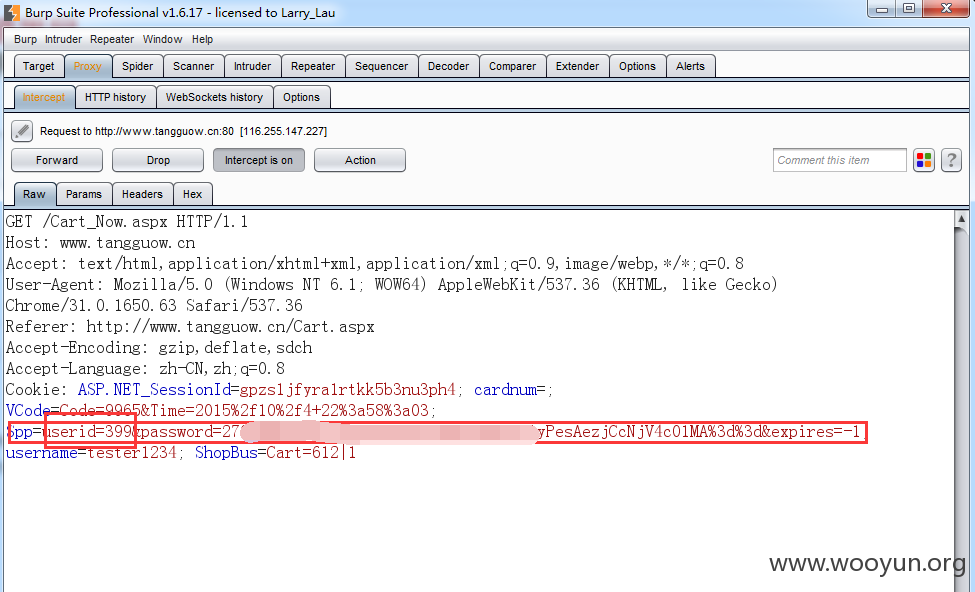 Burp Suite Professional v1.6.17 - licensed to Larry_Lau
Burp Intruder Repeater Window Help
Target Proxy Spider Scanner Intruder Repeater Sequencer Decoder Comparer Extender Options Alerts
Intercept HTTP history WebSockets history Options
Request to http://www.tangguow.cn:80 [116.255.147.227]
Forward Drop Intercept is on Action Comment this item ?
Raw Params Headers Hex
GET /Cart_Now.aspx HTTP/1.1
Host: www.tangguow.cn
Accept: text/html,application/xhtml+xml,application/xml;q=0.9,image/webp,*/*;q=0.8
User-Agent: Mozilla/5.0 (Windows NT 6.1; WOW64) AppleWebKit/537.36 (KHTML, like Gecko)
Chrome/31.0.1650.63 Safari/537.36
Referer: http://www.tangguow.cn/Cart.aspx
Accept-Encoding: gzip,deflate,sdch
Accept-Language: zh-CN,zh;q=0.8
Cookie: ASP.NET_SessionId=gpzsljfyralrtkk5b3nu3ph4; cardnum=;
VCode=Code=9965&Time=2015%2f10%2f4+22%3a58%3a03;
Spp=userid=399&password=27 yPesAezjCcNjV4c01MA%3d%3d&expires=-1;
username=tester1234; ShopBus=Cart=612|1
www.wooyun.org